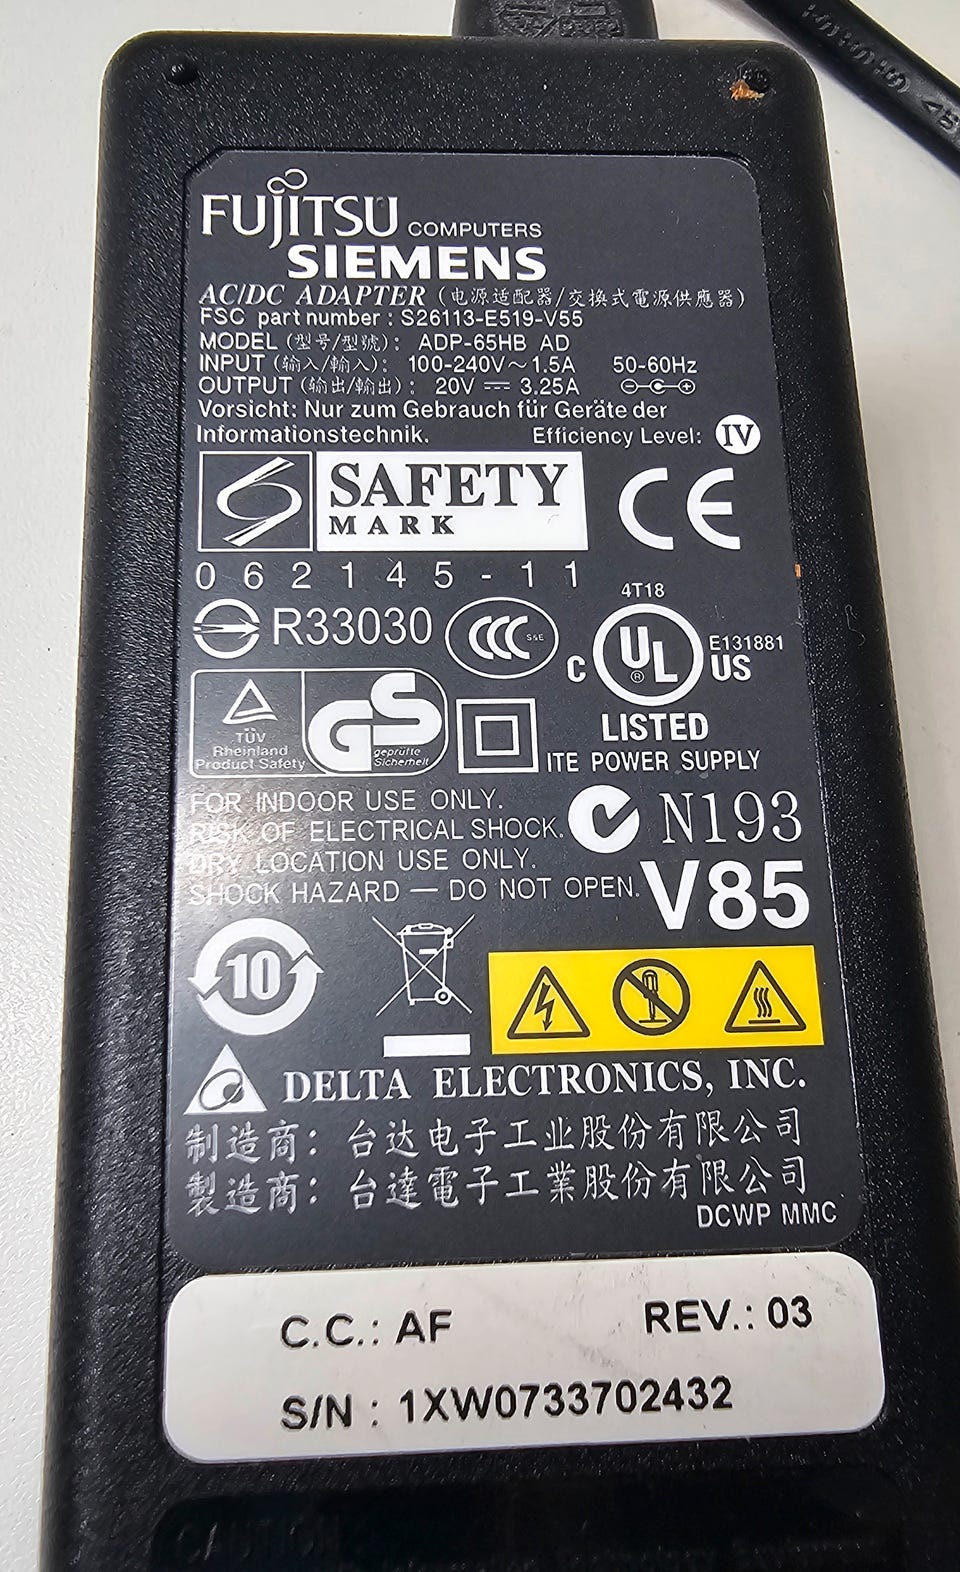 FUJITSU COMPUTERS
SIEMENS
AC/DC ADAPTER (电源适配器/交換式電源供應器)
FSC part number : S26113-E519-V55
MODEL (型号/型號): ADP-65HB AD
INPUT (输入/輸入): 100-240V~1.5A 50-60Hz
OUTPUT (输出/輸出): 20V ⎓ 3.25A
Vorsicht: Nur zum Gebrauch für Geräte der
Informationstechnik. Efficiency Level: IV
SAFETY
MARK
CE
062145-11
4T18
R33030
CCC S&E
C UL ® US
E131881
LISTED
ITE POWER SUPPLY
TÜV
Rheinland
Product Safety
GS
geprüfte
Sicherheit
FOR INDOOR USE ONLY.
RISK OF ELECTRICAL SHOCK.
DRY LOCATION USE ONLY.
SHOCK HAZARD — DO NOT OPEN.
N193
V85
10
DELTA ELECTRONICS, INC.
制造商: 台达电子工业股份有限公司
製造商: 台達電子工業股份有限公司
DCWP MMC
C.C.: AF REV.: 03
S/N : 1XW0733702432
CAUTION